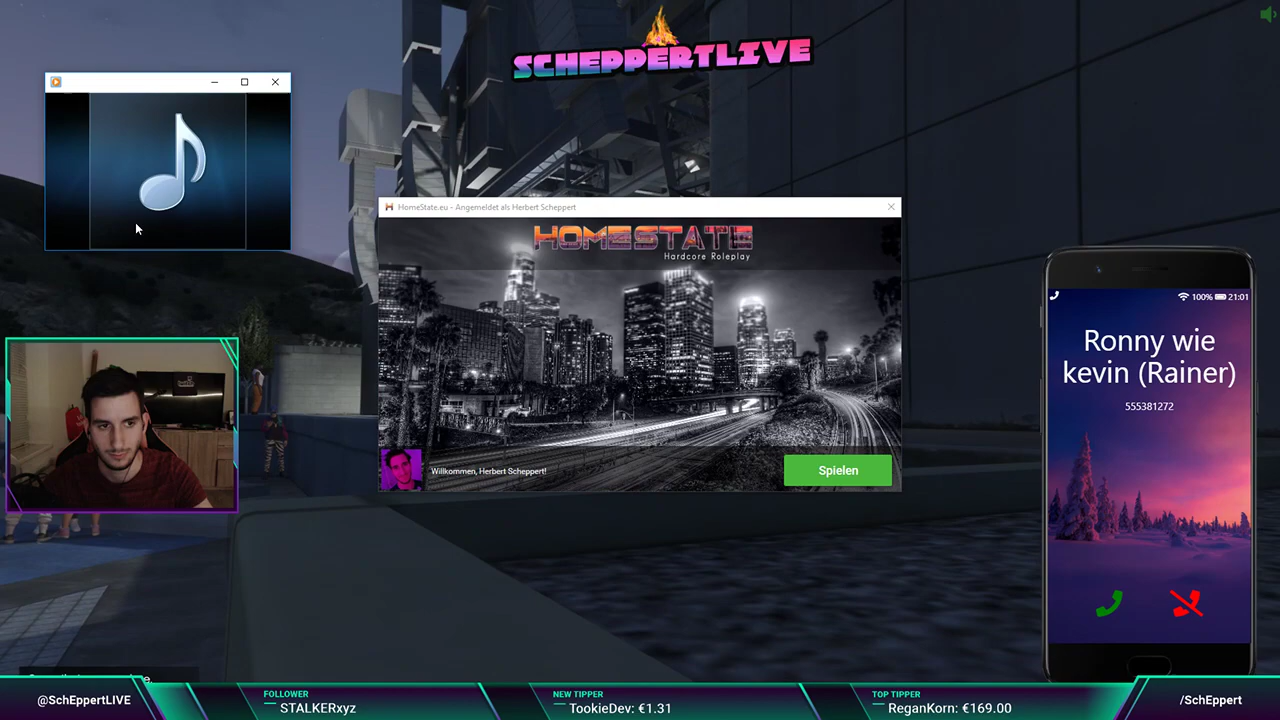 SCHEPPERTLIVE
HomeState.eu - Angemeldet als Herbert Scheppert
HOMESTATE
Hardcore Roleplay
Willkommen, Herbert Scheppert!
Spielen
100% 21:01
Ronny wie
kevin (Rainer)
555381272
@SchEppertLIVE
FOLLOWER
STALKERxyz
NEW TIPPER
TookieDev: €1.31
TOP TIPPER
ReganKorn: €169.00
/SchEppert